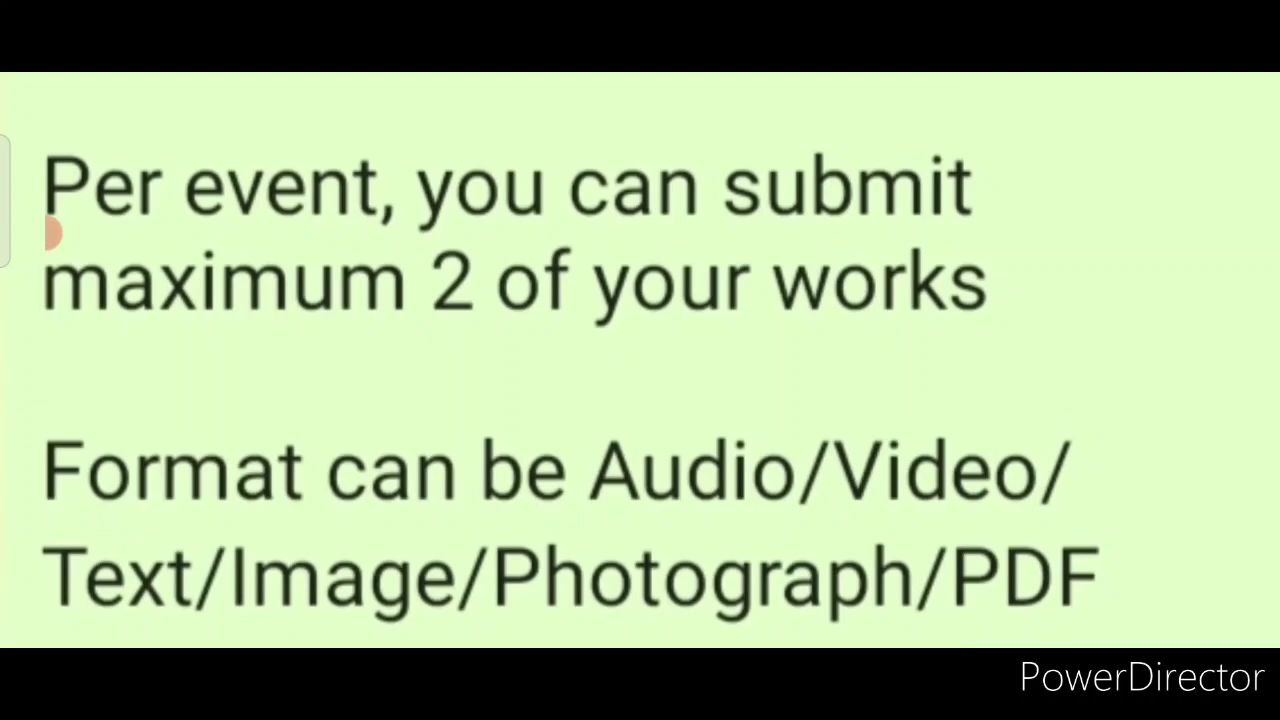 Per event, you can submit
maximum 2 of your works
Format can be Audio/Video/
Text/Image/Photograph/PDF
PowerDirector